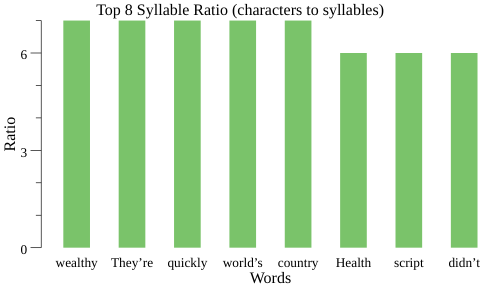 Top 8 Syllable Ratio (characters to syllables)
6
3
0
Ratio
wealthy They’re quickly world’s country Health script didn’t
Words